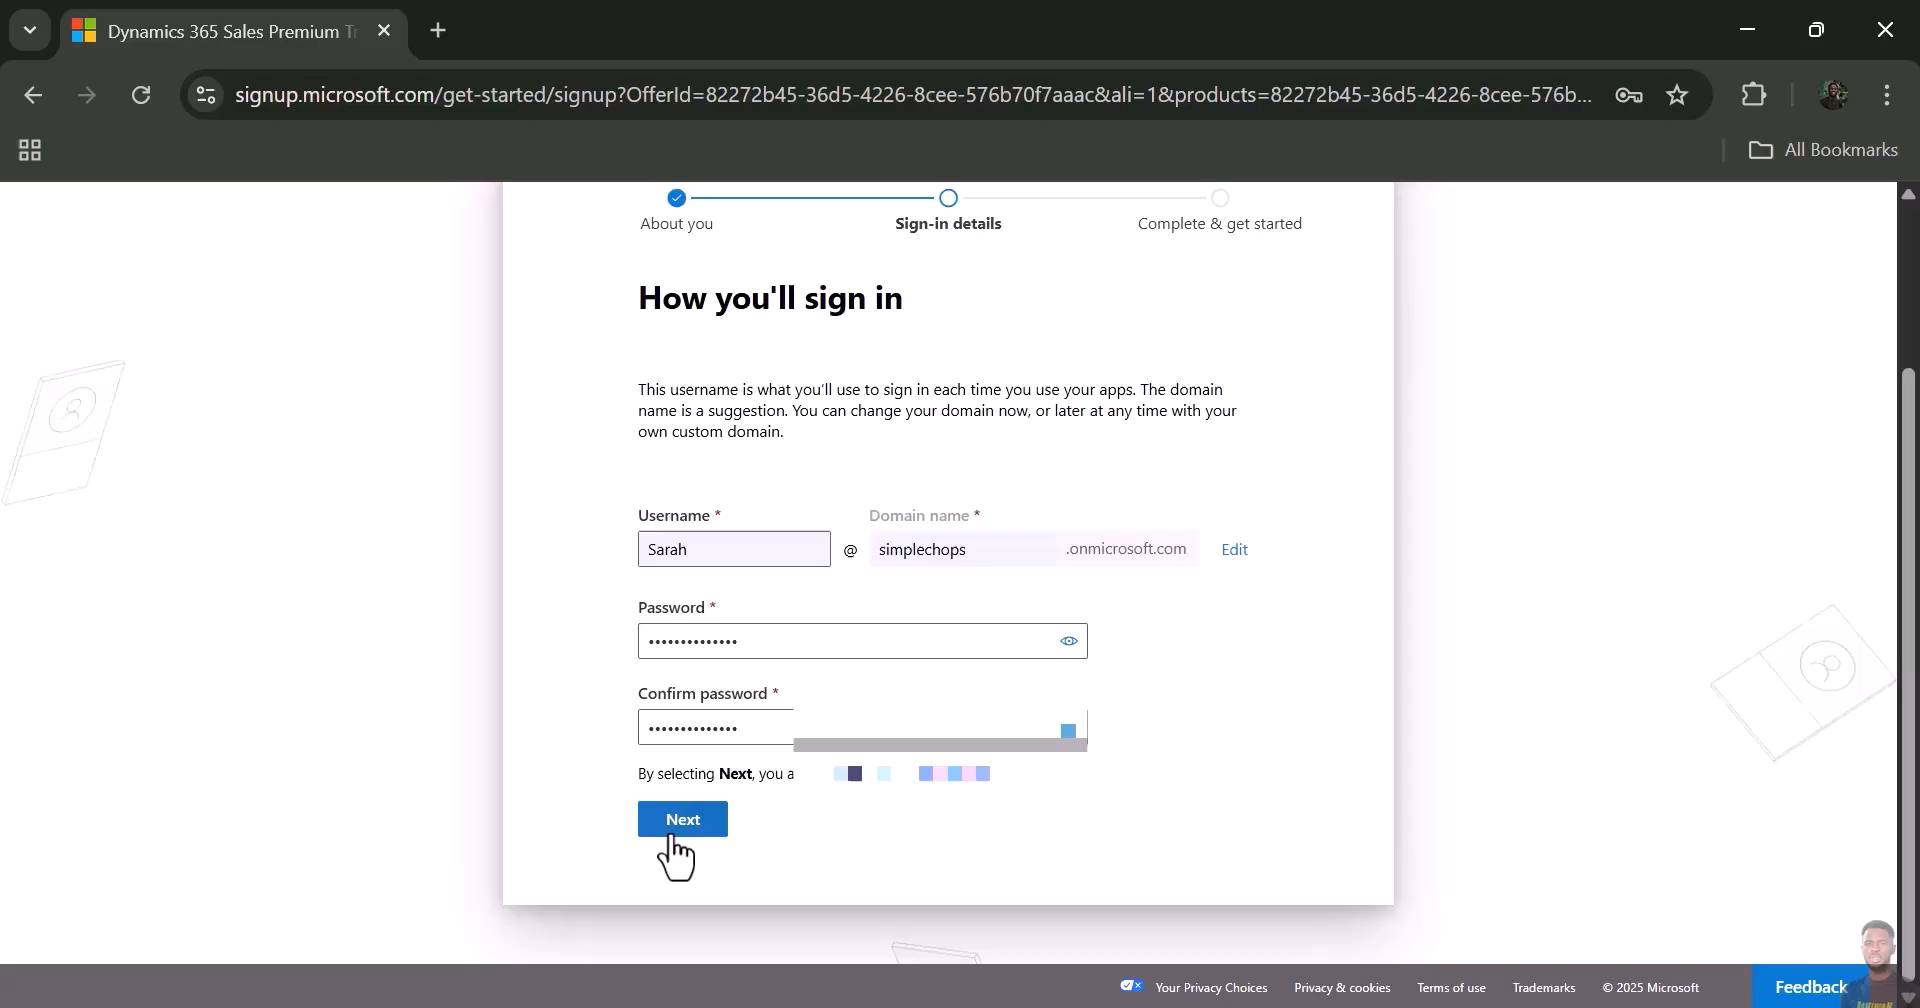 Dynamics 365 Sales Premium Tr
signup.microsoft.com/get-started/signup?OfferId=82272b45-36d5-4226-8cee-576b70f7aaac&ali=1&products=82272b45-36d5-4226-8cee-576b...
All Bookmarks
About you
Sign-in details
Complete & get started
How you'll sign in
This username is what you'll use to sign in each time you use your apps. The domain
name is a suggestion. You can change your domain now, or later at any time with your
own custom domain.
Username *
Domain name *
Sarah
@
simplechops
.onmicrosoft.com
Edit
Password *
••••••••••••••
Confirm password *
••••••••••••••
By selecting Next, you a
Next
Your Privacy Choices
Privacy & cookies
Terms of use
Trademarks
© 2025 Microsoft
Feedback